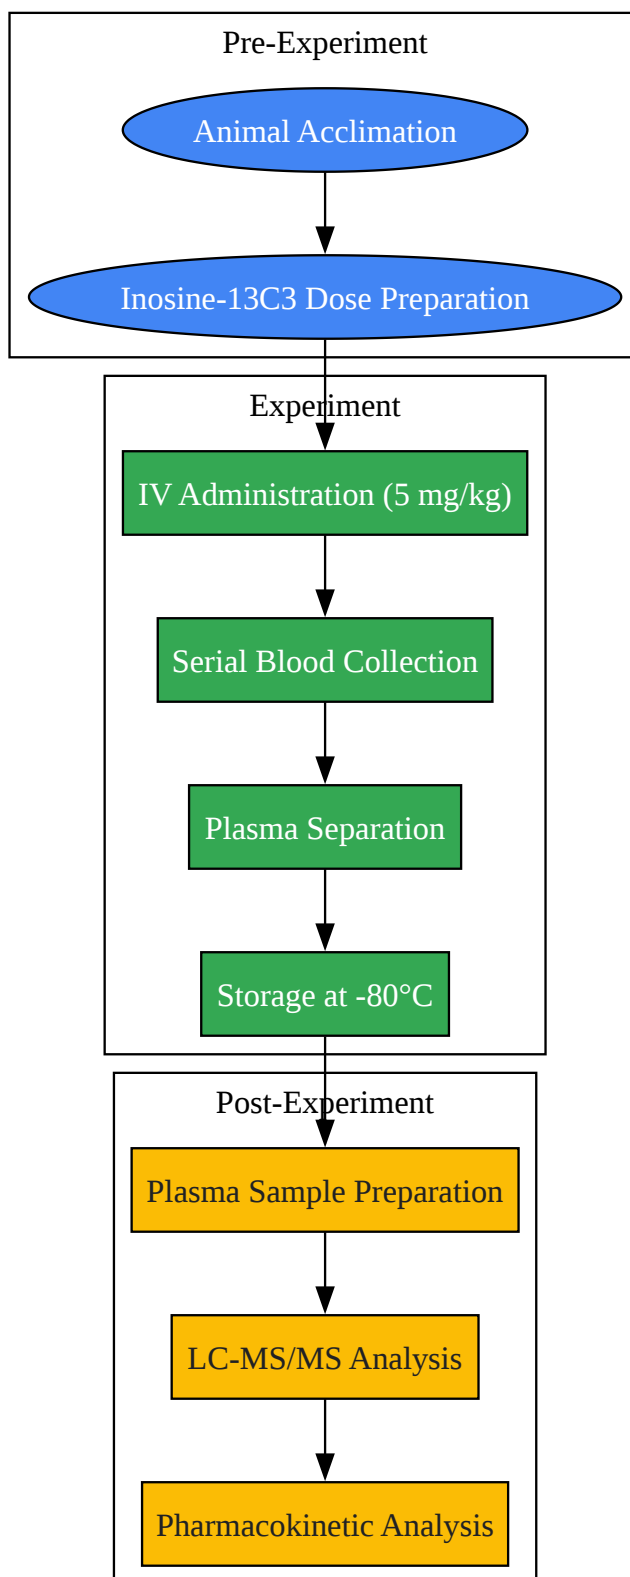 Pre-Experiment
Animal Acclimation
Inosine-13C3 Dose Preparation
Experiment
IV Administration (5 mg/kg)
Serial Blood Collection
Plasma Separation
Storage at -80°C
Post-Experiment
Plasma Sample Preparation
LC-MS/MS Analysis
Pharmacokinetic Analysis